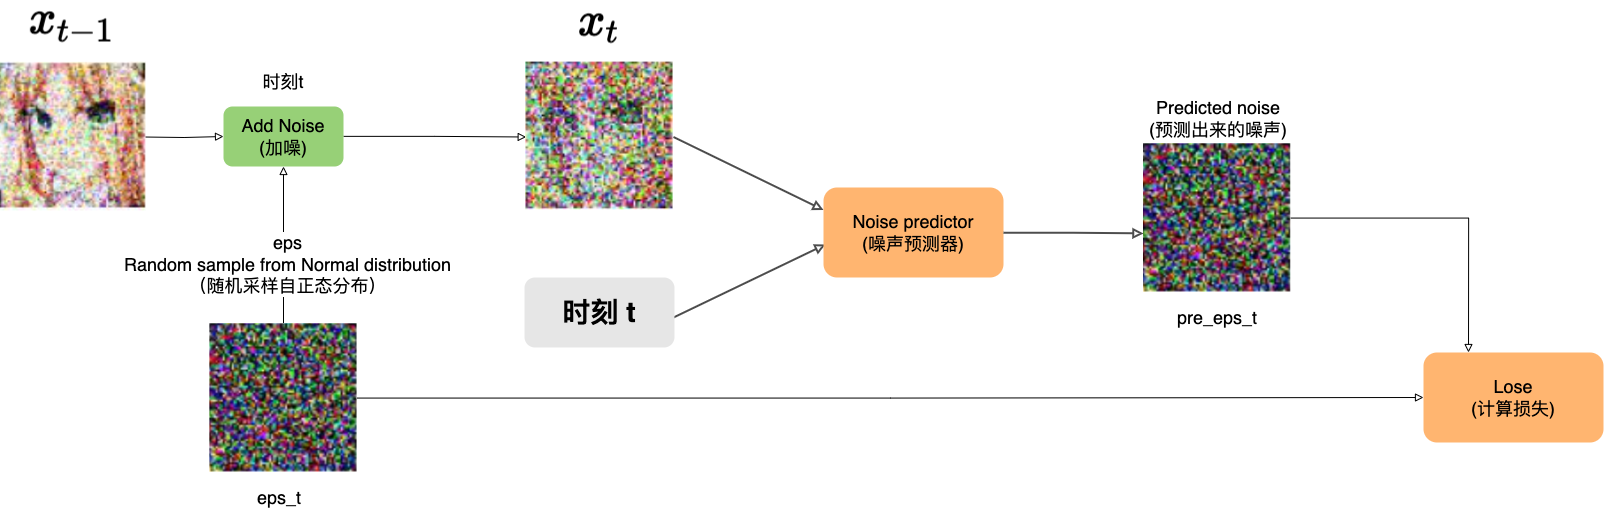 x_{t-1}
x_t
时刻t
Add Noise
(加噪)
eps
Random sample from Normal distribution
（随机采样自正态分布）
eps_t
时刻 t
Noise predictor
(噪声预测器)
Predicted noise
(预测出来的噪声)
pre_eps_t
Lose
(计算损失)